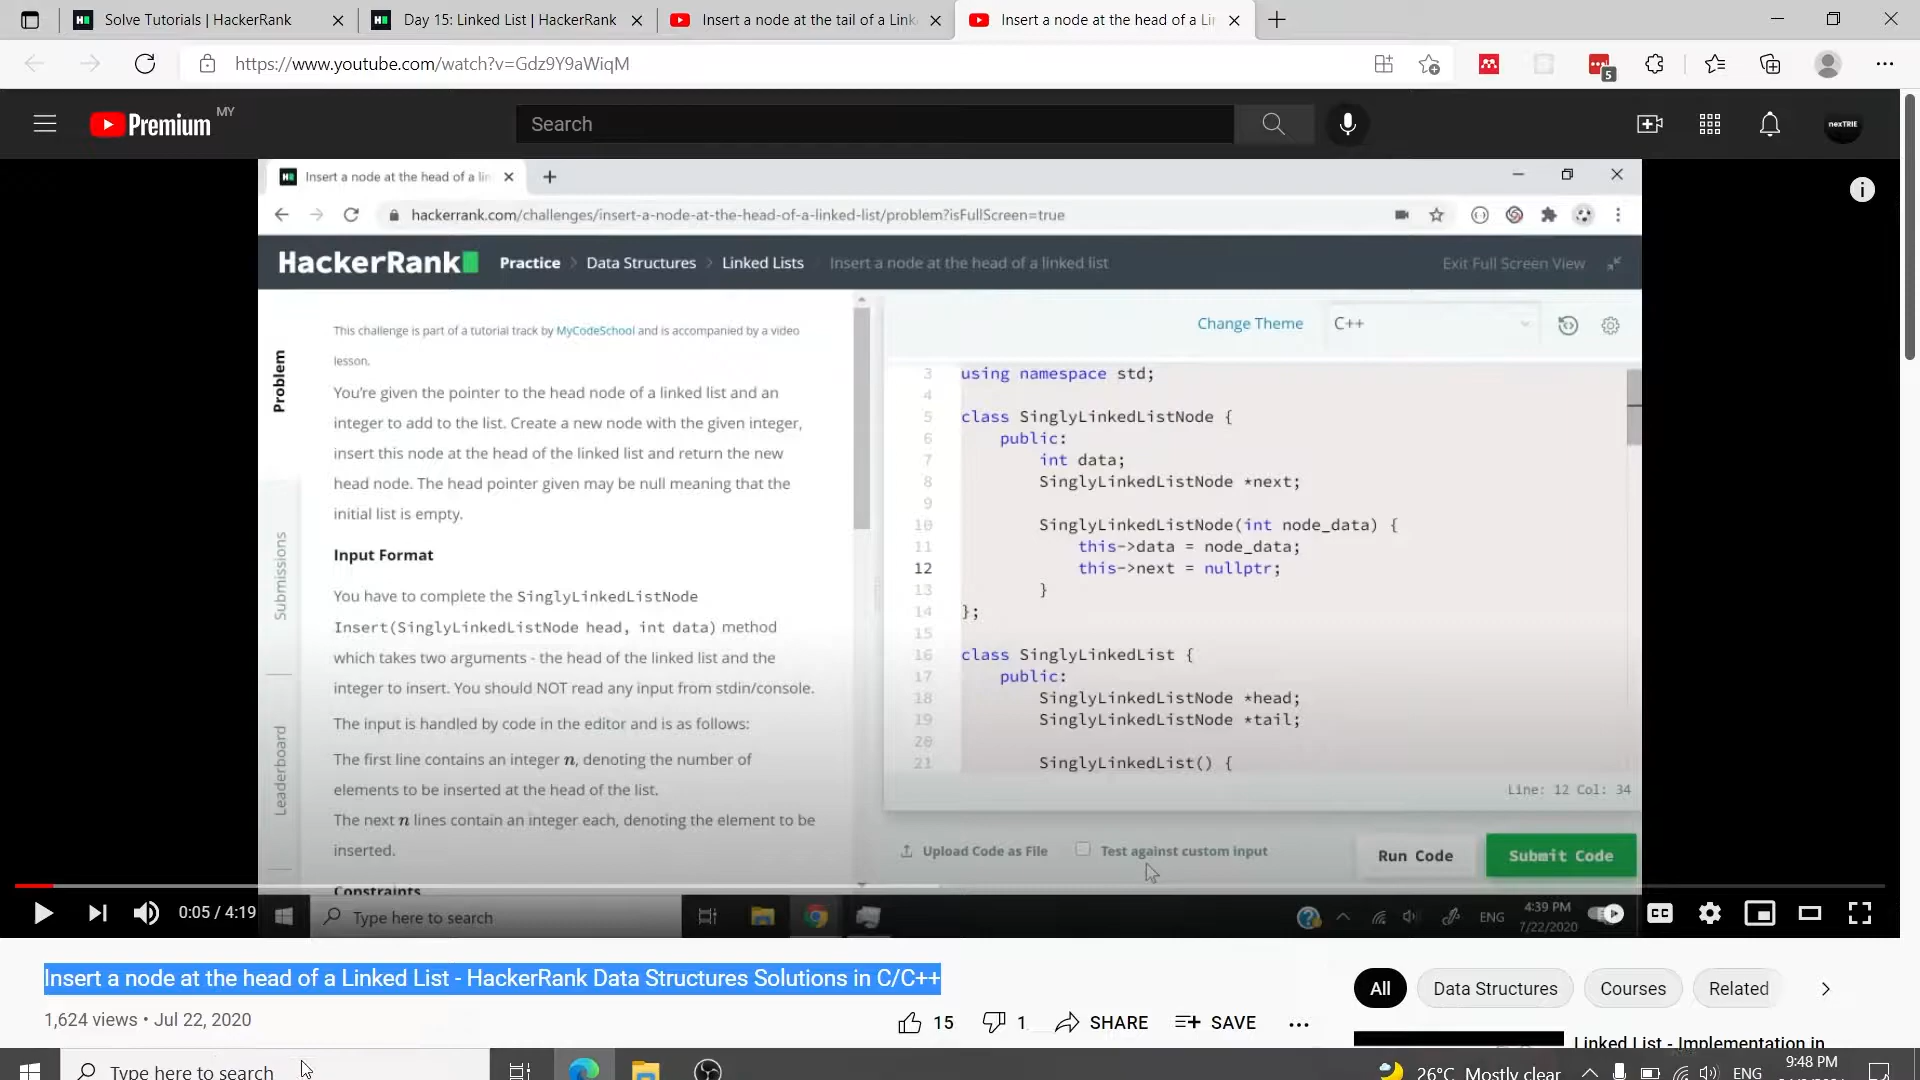 Solve Tutorials | HackerRank
Day 15: Linked List | HackerRank
Insert a node at the tail of a Link
Insert a node at the head of a Li
https://www.youtube.com/watch?v=Gdz9Y9aWiqM
5
Premium MY
Search
nexTRIE
Insert a node at the head of a lin
hackerrank.com/challenges/insert-a-node-at-the-head-of-a-linked-list/problem?isFullScreen=true
HackerRank
Practice > Data Structures > Linked Lists
Insert a node at the head of a linked list
Exit Full Screen View
Problem
Submissions
Leaderboard
This challenge is part of a tutorial track by MyCodeSchool and is accompanied by a video
lesson.
You're given the pointer to the head node of a linked list and an
integer to add to the list. Create a new node with the given integer,
insert this node at the head of the linked list and return the new
head node. The head pointer given may be null meaning that the
initial list is empty.
Input Format
You have to complete the SinglyLinkedListNode
Insert(SinglyLinkedListNode head, int data) method
which takes two arguments - the head of the linked list and the
integer to insert. You should NOT read any input from stdin/console.
The input is handled by code in the editor and is as follows:
The first line contains an integer n, denoting the number of
elements to be inserted at the head of the list.
The next n lines contain an integer each, denoting the element to be
inserted.
Constraints
Change Theme
C++
3 using namespace std;
4
5 class SinglyLinkedListNode {
6 public:
7 int data;
8 SinglyLinkedListNode *next;
9
10 SinglyLinkedListNode(int node_data) {
11 this->data = node_data;
12 this->next = nullptr;
13 }
14 };
15
16 class SinglyLinkedList {
17 public:
18 SinglyLinkedListNode *head;
19 SinglyLinkedListNode *tail;
20
21 SinglyLinkedList() {
Line: 12 Col: 34
Upload Code as File
Test against custom input
Run Code
Submit Code
0:05 / 4:19
Type here to search
ENG
4:39 PM
7/22/2020
CC
Insert a node at the head of a Linked List - HackerRank Data Structures Solutions in C/C++
1,624 views • Jul 22, 2020
15
1
SHARE
SAVE
All
Data Structures
Courses
Related
Linked List - Implementation in
Type here to search
26°C Mostly clear
ENG
9:48 PM